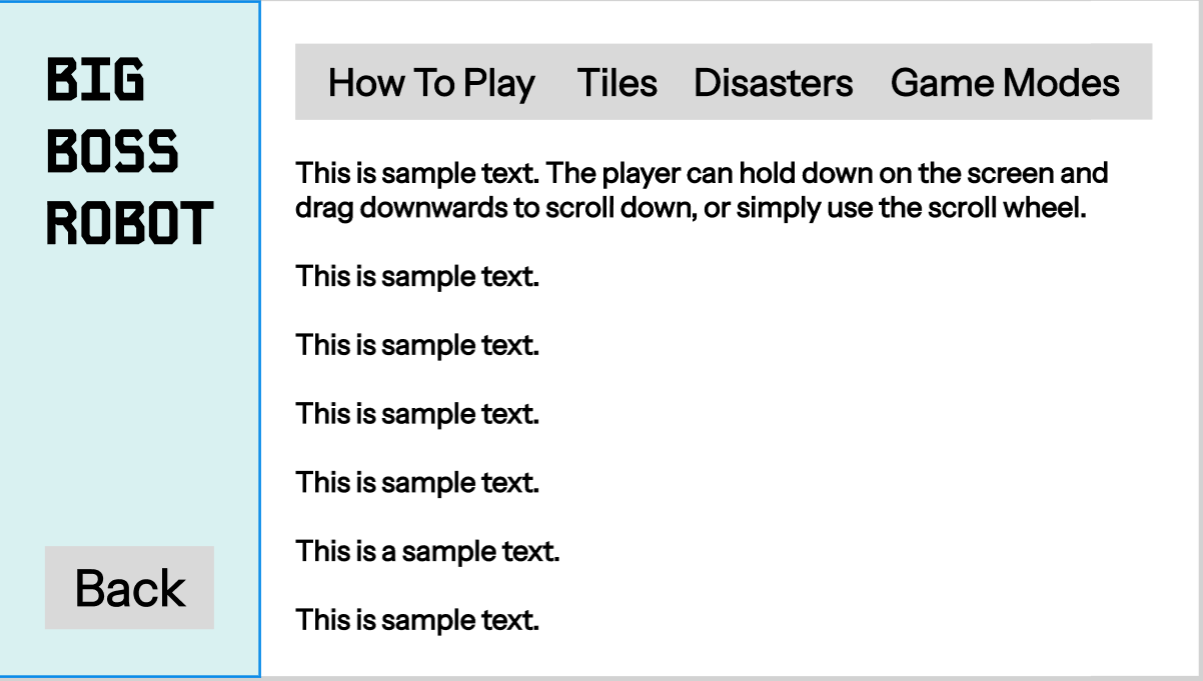 BIG
BOSS
ROBOT
Back
How To Play Tiles Disasters Game Modes
This is sample text. The player can hold down on the screen and
drag downwards to scroll down, or simply use the scroll wheel.
This is sample text.
This is sample text.
This is sample text.
This is sample text.
This is a sample text.
This is sample text.